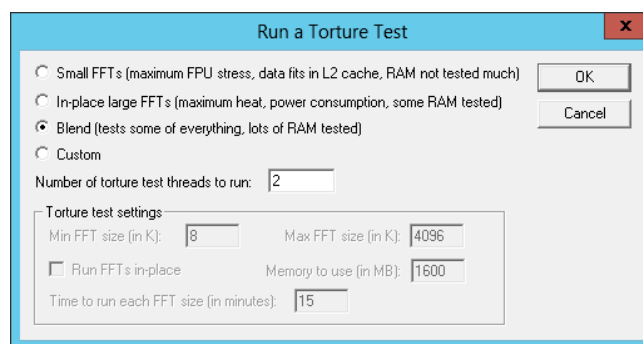 Run a Torture Test
x
Small FFTs (maximum FPU stress, data fits in L2 cache, RAM not tested much)
OK
In-place large FFTs (maximum heat, power consumption, some RAM tested)
Blend (tests some of everything, lots of RAM tested)
Cancel
Custom
Number of torture test threads to run: 2
Torture test settings
Min FFT size (in K): 8 Max FFT size (in K): 4096
Run FFTs in-place Memory to use (in MB): 1600
Time to run each FFT size (in minutes): 15